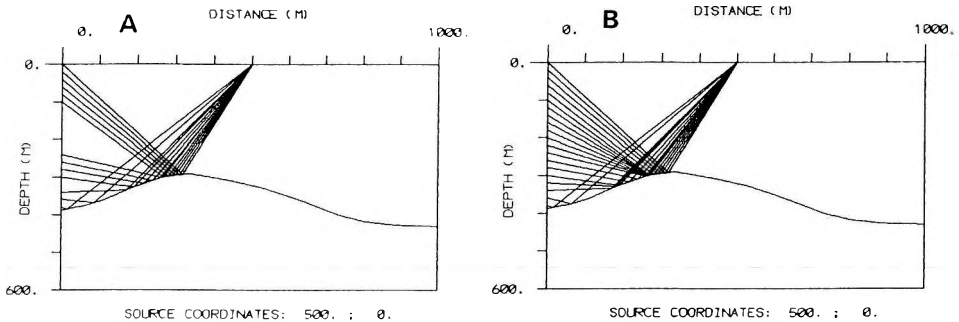 A
DISTANCE (M)
0. 1000.
0.
DEPTH (M)
600.
SOURCE COORDINATES: 500. ; 0.
B
DISTANCE (M)
0. 1000.
0.
DEPTH (M)
600.
SOURCE COORDINATES: 500. ; 0.